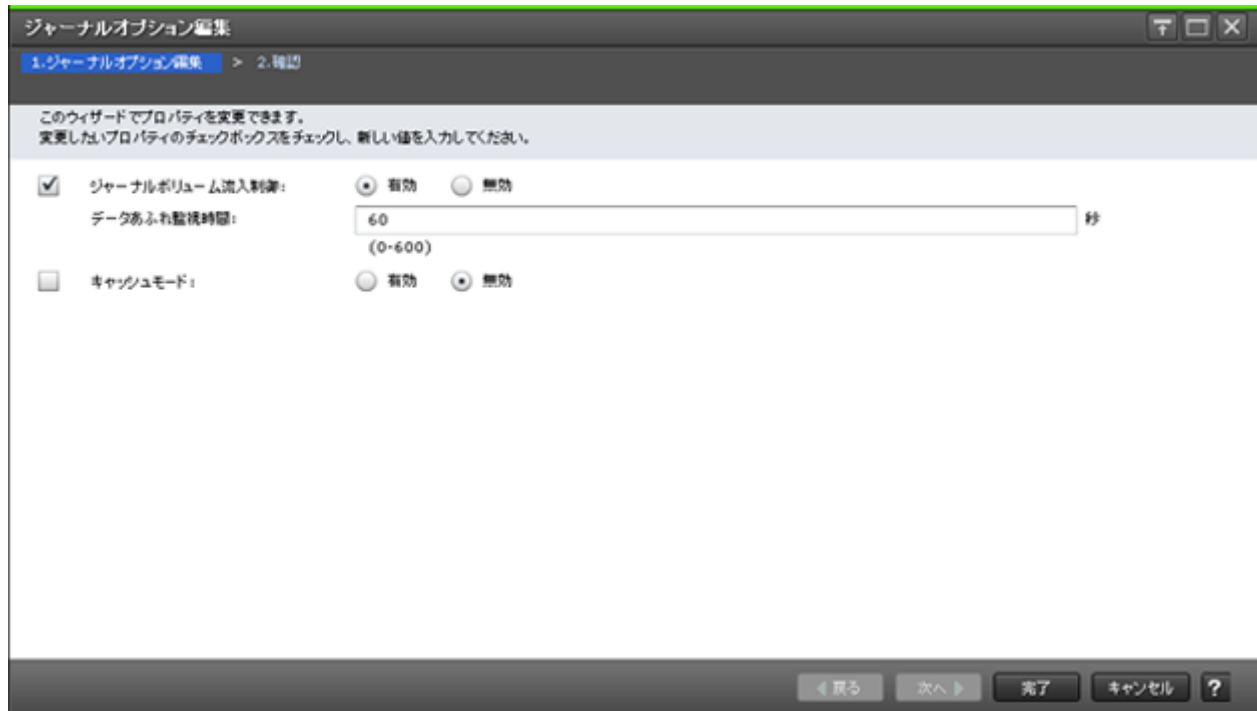 ジャーナルオプション編集
1.ジャーナルオプション編集 > 2.確認
このウィザードでプロパティを変更できます。
変更したいプロパティのチェックボックスをチェックし、新しい値を入力してください。
ジャーナルボリューム流入制御: 有効 無効
データあふれ監視時間: 60 秒
(0-600)
キャッシュモード: 有効 無効
戻る 次へ 完了 キャンセル ?